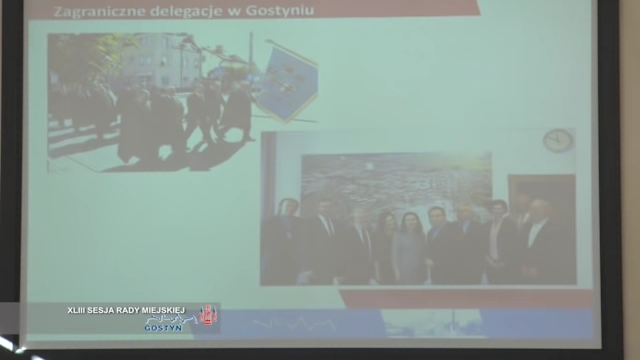 Zagraniczne delegacje w Gostyniu
XLIII SESJA RADY MIEJSKIEJ
GOSTYŃ